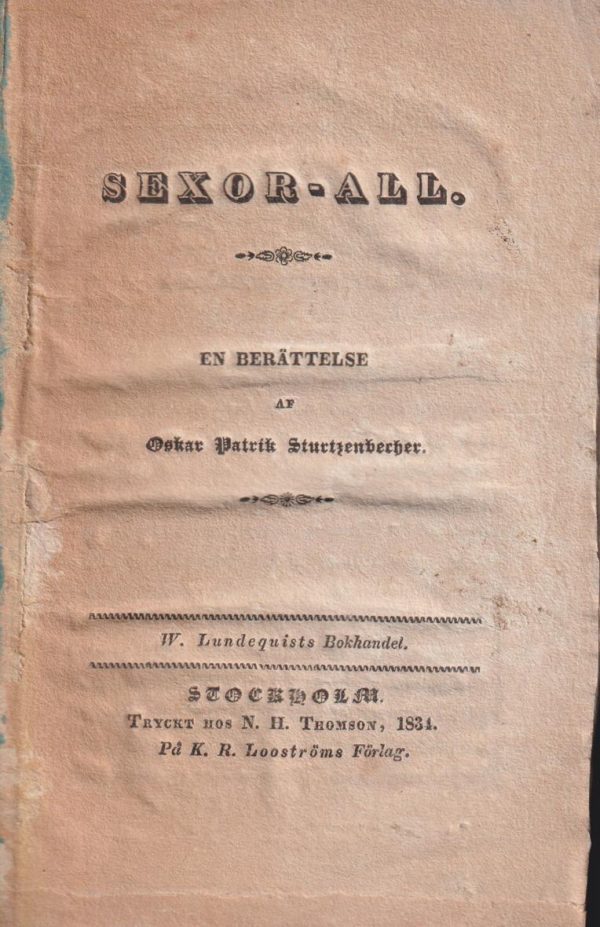 SEXOR-ALL.
EN BERÄTTELSE
AF
Oskar Patrik Sturtzenbecher.
W. Lundequists Bokhandel.
STOCKHOLM.
TRYCKT HOS N. H. THOMSON, 1834.
På K. R. Looströms Förlag.